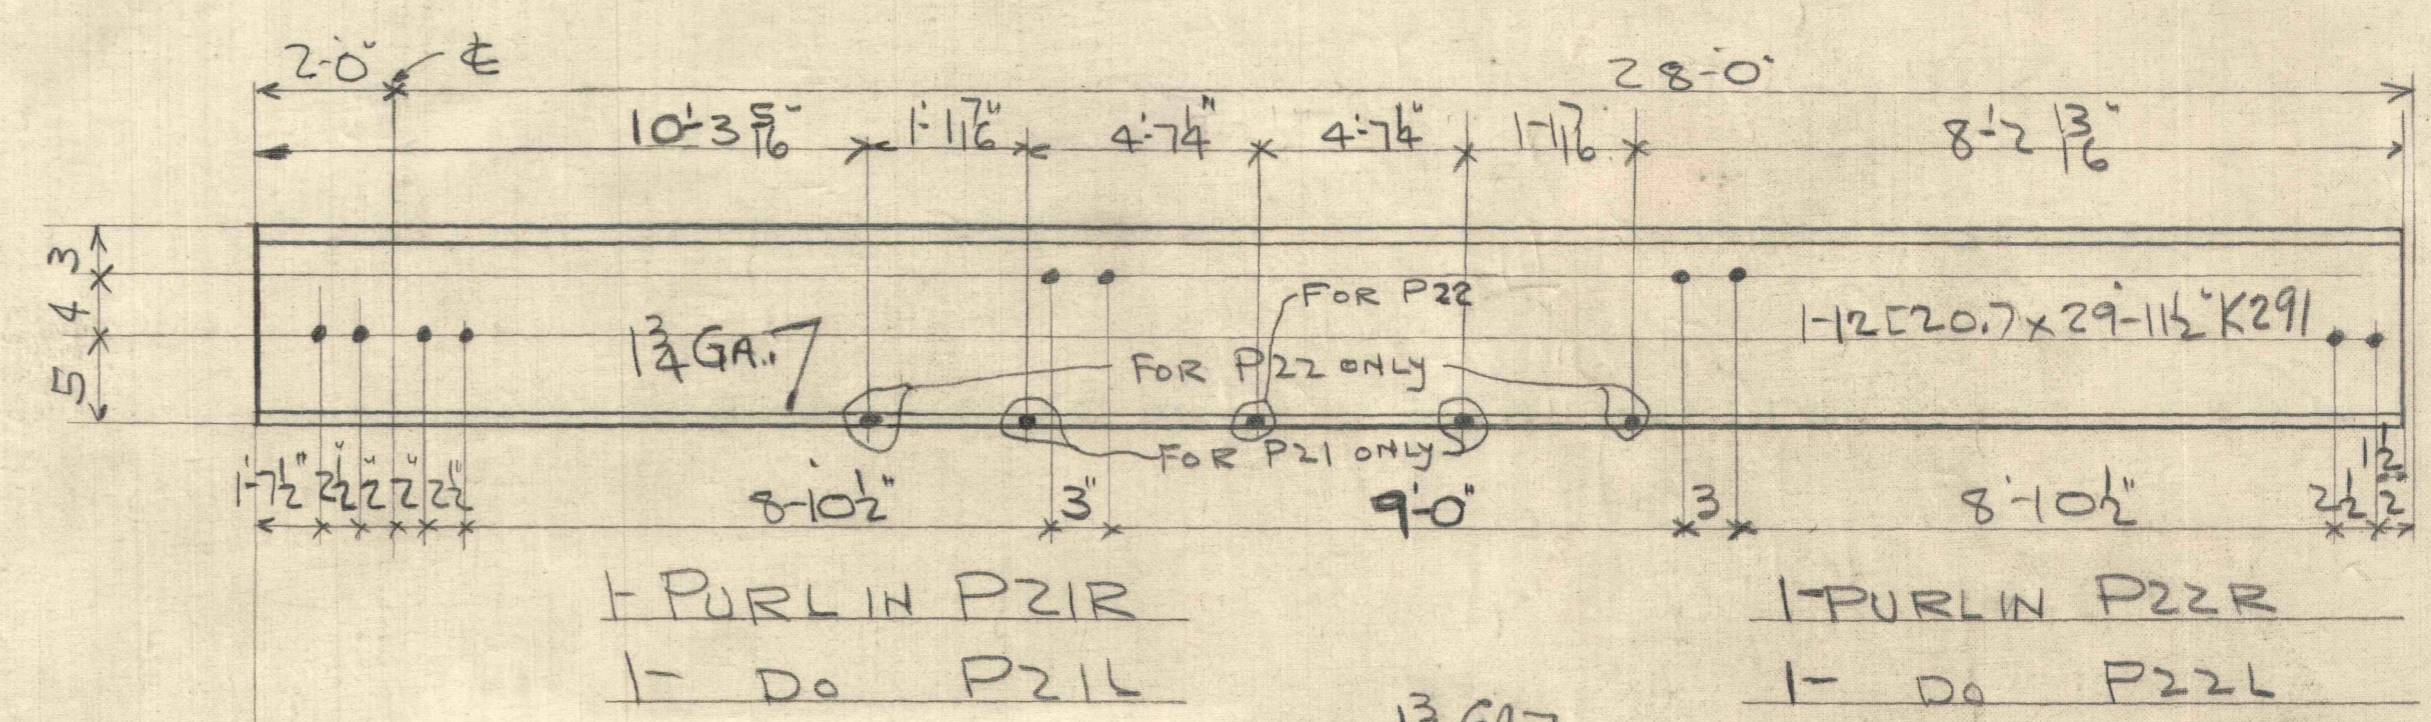 2'-0" ℄ 28'-0"
10'-3 5/16" 1'-1 7/16" 4'-7 1/4" 4'-7 1/4" 1'-1 7/16 8'-2 13/16"
3
4
5
FOR P22
1-12[20.7 x 29'-11 1/2" K291
1 3/4 GA.
FOR P22 ONLY
FOR P21 ONLY
1'-7 1/2" 2 1/2" 2" 2" 2 1/2" 8'-10 1/2" 3" 9'-0" 3 8'-10 1/2" 2 1/2 1 1/2"
1-PURLIN P21R 1-PURLIN P22R
1- DO P21L 1- DO P22L